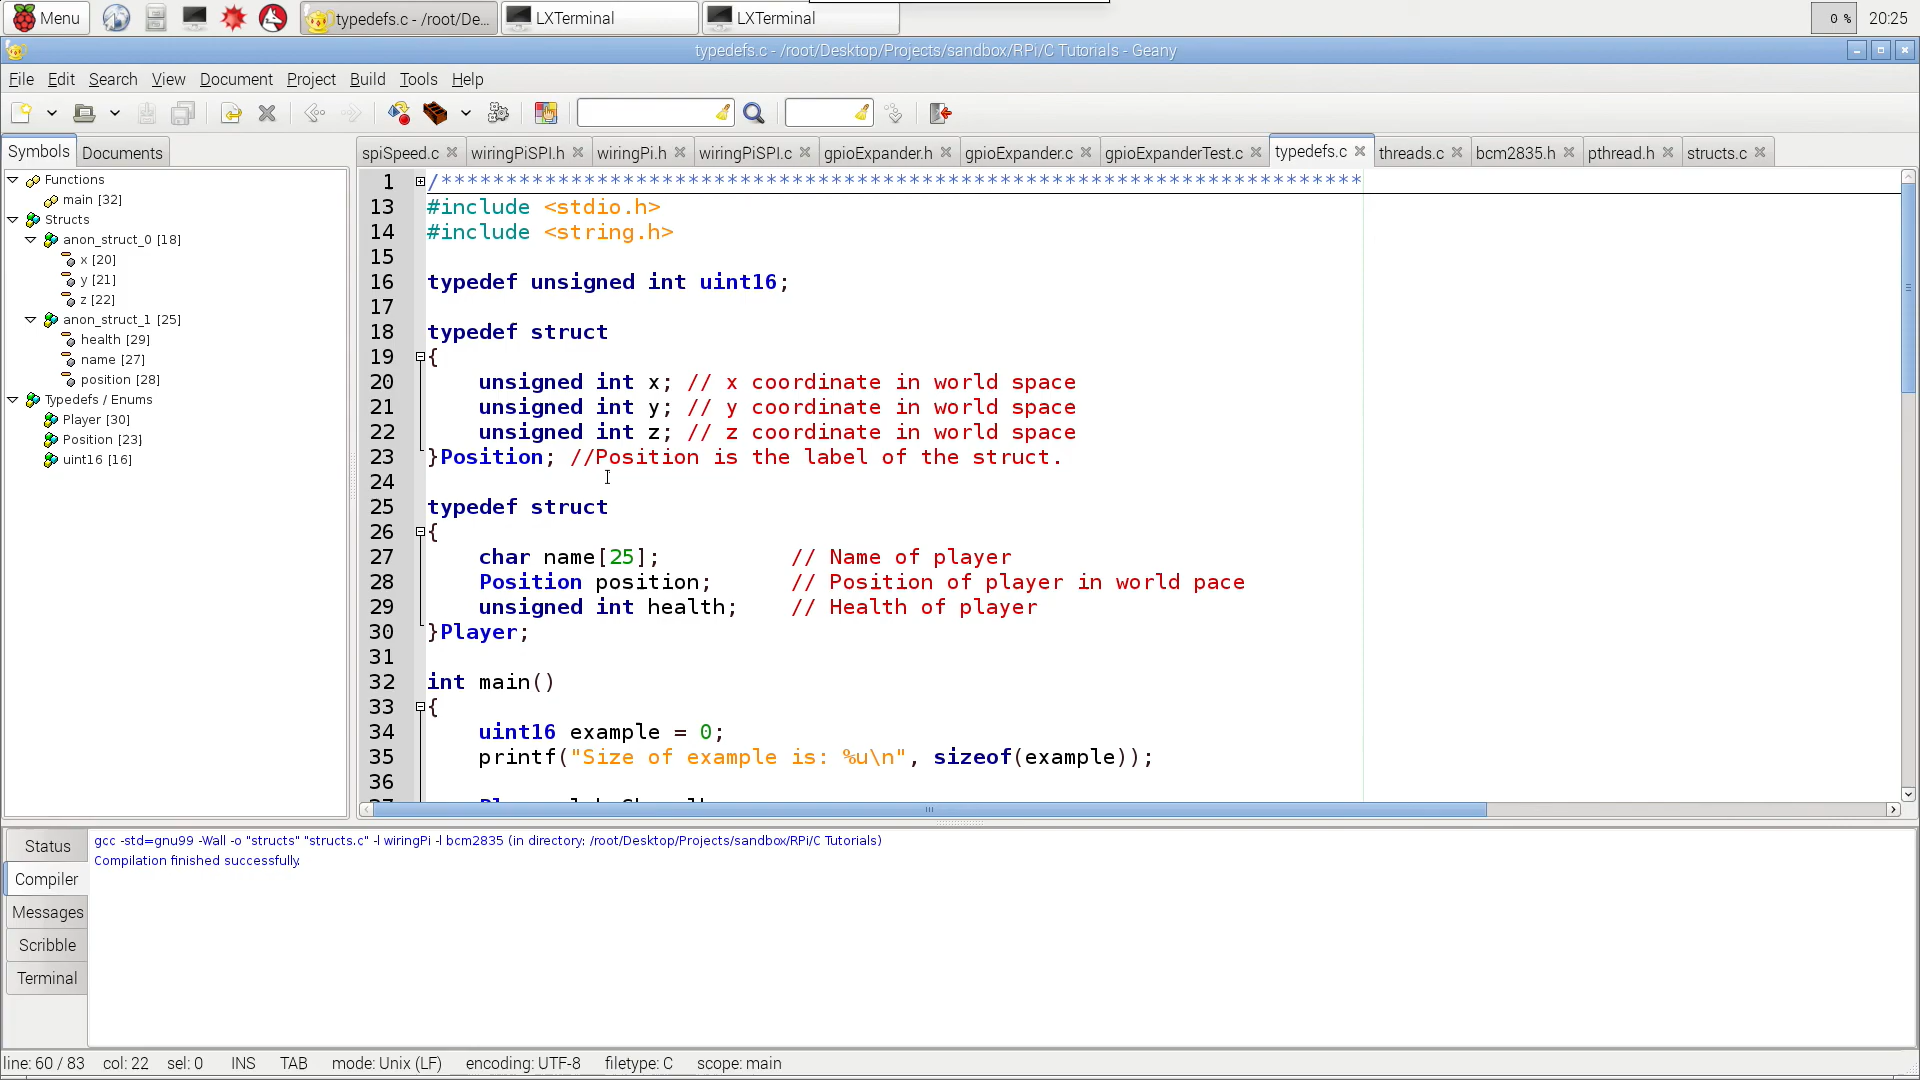 Menu
typedefs.c - /root/De...
LXTerminal
LXTerminal
0 %
20:25
typedefs.c - /root/Desktop/Projects/sandbox/RPi/C Tutorials - Geany
File Edit Search View Document Project Build Tools Help
Symbols Documents
spiSpeed.c wiringPiSPI.h wiringPi.h wiringPiSPI.c gpioExpander.h gpioExpander.c gpioExpanderTest.c typedefs.c threads.c bcm2835.h pthread.h structs.c
Functions
main [32]
Structs
anon_struct_0 [18]
x [20]
y [21]
z [22]
anon_struct_1 [25]
health [29]
name [27]
position [28]
Typedefs / Enums
Player [30]
Position [23]
uint16 [16]
1 /***********************************************************************
13 #include <stdio.h>
14 #include <string.h>
15
16 typedef unsigned int uint16;
17
18 typedef struct
19 {
20 unsigned int x; // x coordinate in world space
21 unsigned int y; // y coordinate in world space
22 unsigned int z; // z coordinate in world space
23 }Position; //Position is the label of the struct.
24
25 typedef struct
26 {
27 char name[25]; // Name of player
28 Position position; // Position of player in world pace
29 unsigned int health; // Health of player
30 }Player;
31
32 int main()
33 {
34 uint16 example = 0;
35 printf("Size of example is: %u\n", sizeof(example));
36
Status
Compiler
Messages
Scribble
Terminal
gcc -std=gnu99 -Wall -o "structs" "structs.c" -l wiringPi -l bcm2835 (in directory: /root/Desktop/Projects/sandbox/RPi/C Tutorials)
Compilation finished successfully.
line: 60 / 83 col: 22 sel: 0 INS TAB mode: Unix (LF) encoding: UTF-8 filetype: C scope: main